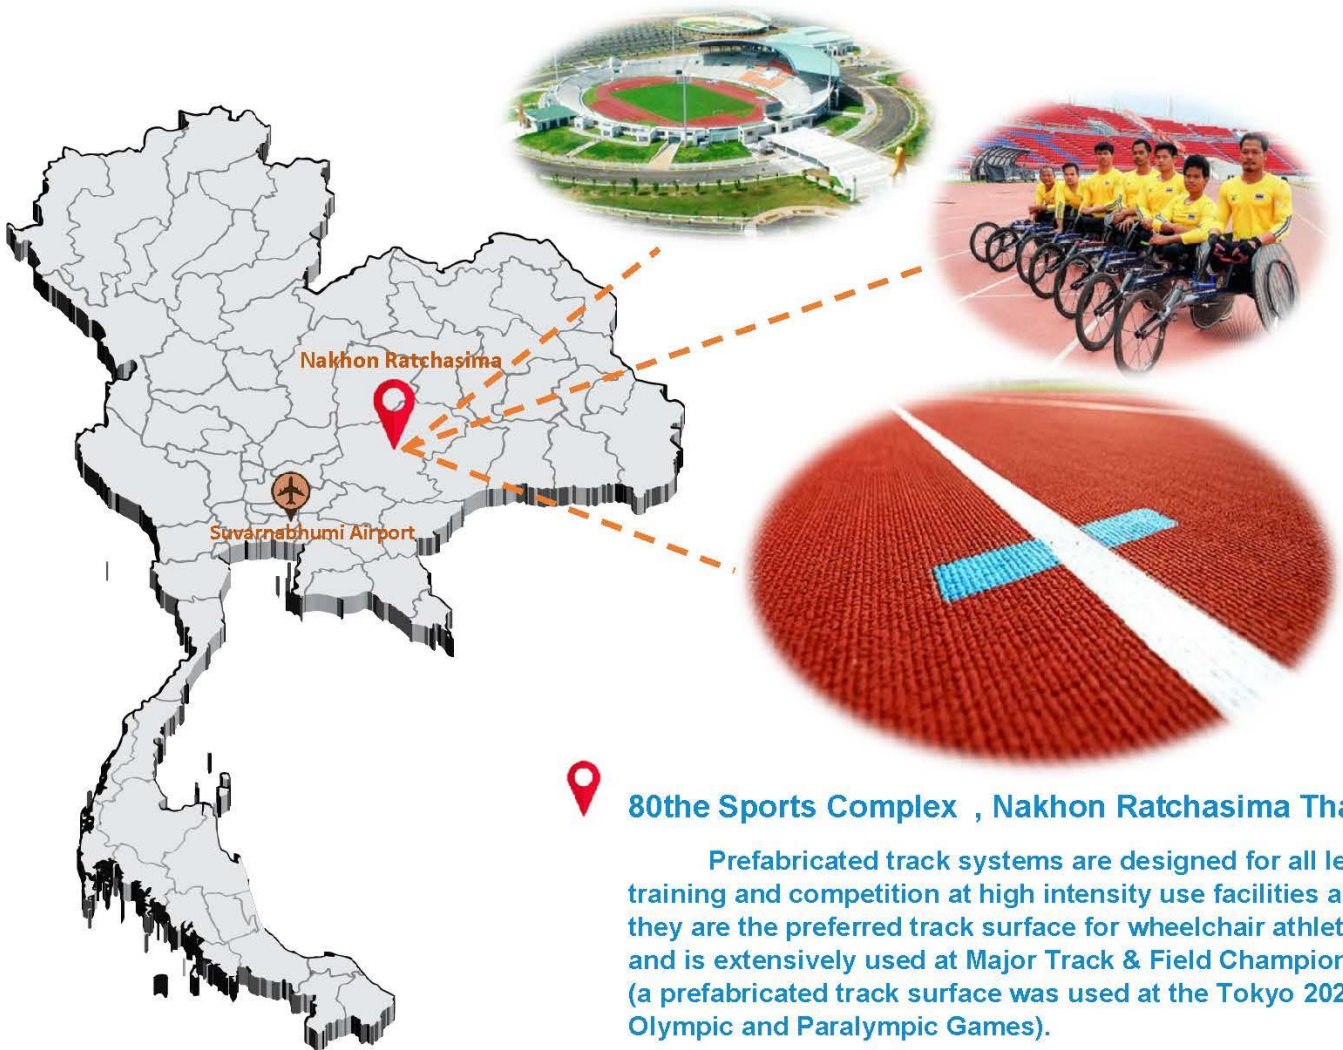 Nakhon Ratchasima
Suvarnabhumi Airport
80the Sports Complex , Nakhon Ratchasima Tha
Prefabricated track systems are designed for all le
training and competition at high intensity use facilities a
they are the preferred track surface for wheelchair athlet
and is extensively used at Major Track & Field Champion
(a prefabricated track surface was used at the Tokyo 202
Olympic and Paralympic Games).